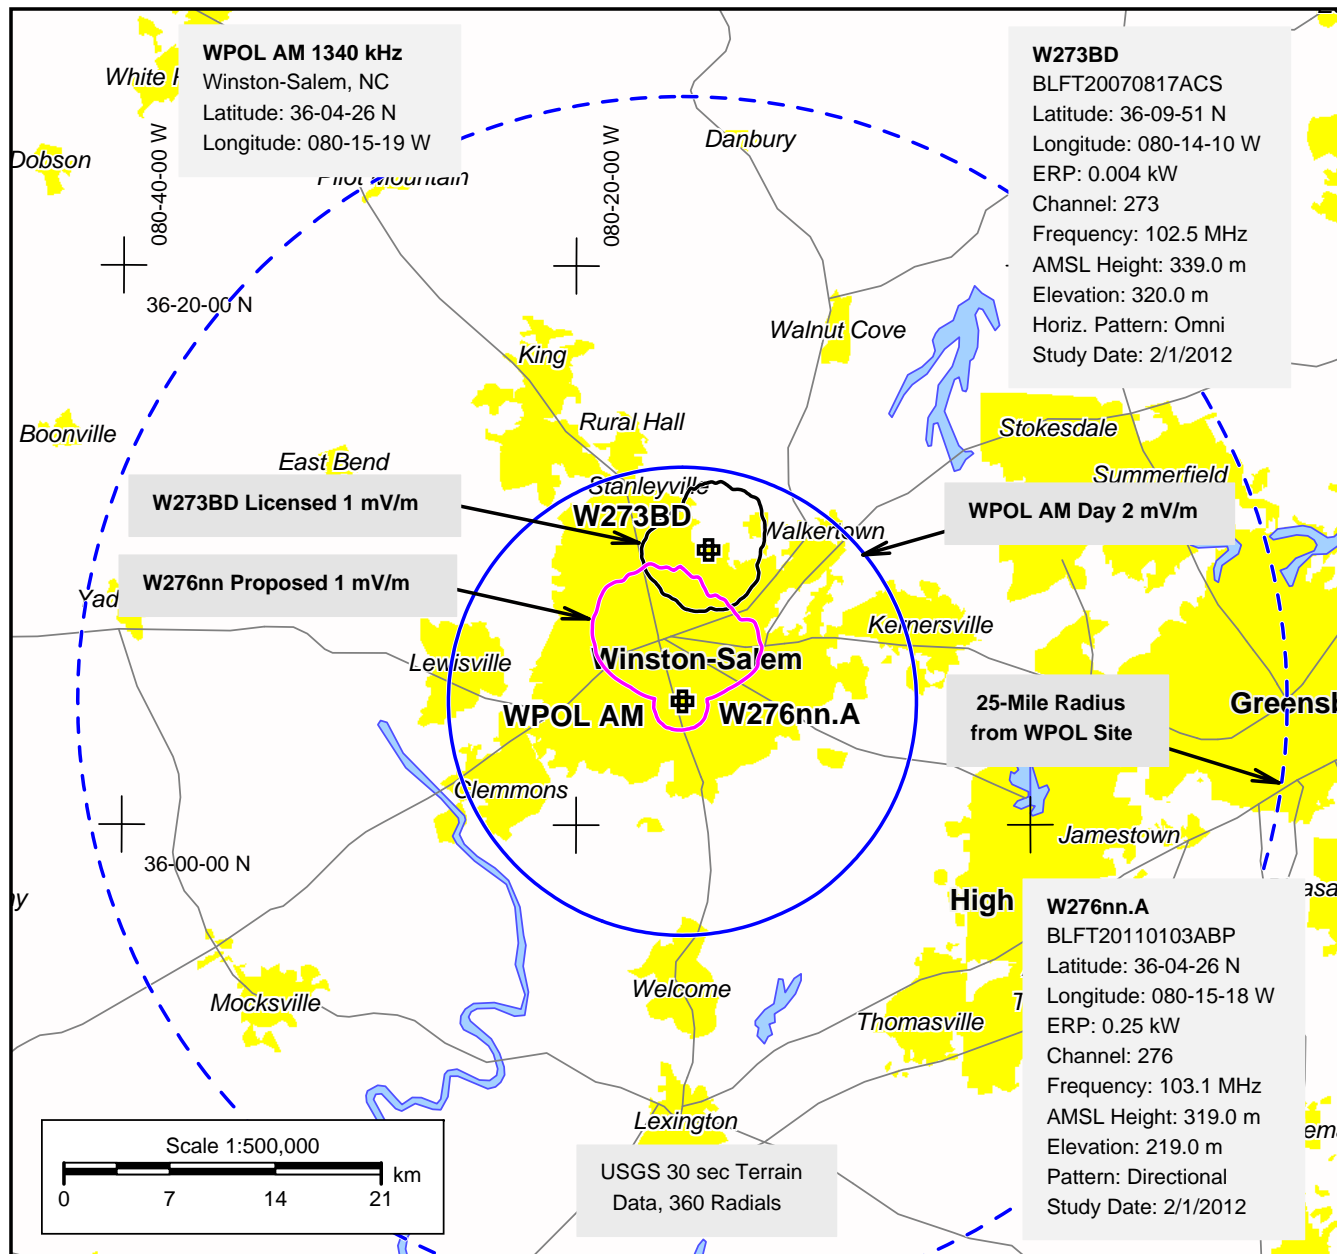 WPOL AM 1340 kHz
Winston-Salem, NC
Latitude: 36-04-26 N
Longitude: 080-15-19 W
W273BD
BLFT20070817ACS
Latitude: 36-09-51 N
Longitude: 080-14-10 W
ERP: 0.004 kW
Channel: 273
Frequency: 102.5 MHz
AMSL Height: 339.0 m
Elevation: 320.0 m
Horiz. Pattern: Omni
Study Date: 2/1/2012
White
Dobson
Pilot Mountain
Danbury
080-40-00 W
080-20-00 W
36-20-00 N
Walnut Cove
King
Boonville
East Bend
Rural Hall
Stokesdale
Summerfield
Stanleyville
W273BD Licensed 1 mV/m
W273BD
Walkertown
WPOL AM Day 2 mV/m
W276nn Proposed 1 mV/m
Yad
Kernersville
Lewisville
Winston-Salem
WPOL AM
W276nn.A
25-Mile Radius
from WPOL Site
Greensb
Clemmons
Jamestown
36-00-00 N
ny
High
asa
Mocksville
Welcome
Thomasville
T
W276nn.A
BLFT20110103ABP
Latitude: 36-04-26 N
Longitude: 080-15-18 W
ERP: 0.25 kW
Channel: 276
Frequency: 103.1 MHz
AMSL Height: 319.0 m
Elevation: 219.0 m
Pattern: Directional
Study Date: 2/1/2012
em
Lexington
Scale 1:500,000
km
0 7 14 21
USGS 30 sec Terrain
Data, 360 Radials